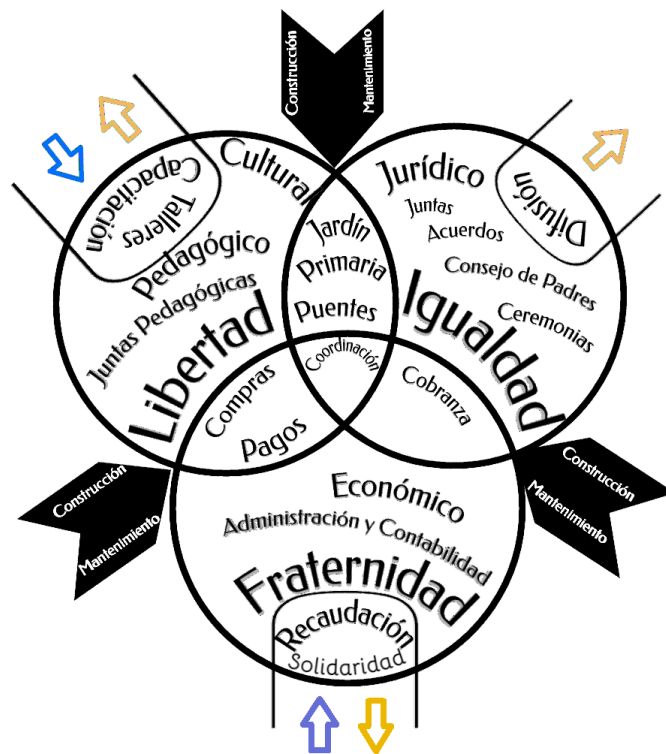 Construcción
Mantenimiento
Cultural
Capacitación
Talleres
Pedagógico
Juntas Pedagógicas
Libertad
Jardín
Primaria
Puentes
Jurídico
Juntas
Acuerdos
Consejo de Padres
Ceremonias
Igualdad
Difusión
Coordinación
Compras
Pagos
Cobranza
Construcción
Mantenimiento
Construcción
Mantenimiento
Económico
Administración y Contabilidad
Fraternidad
Recaudación
Solidaridad